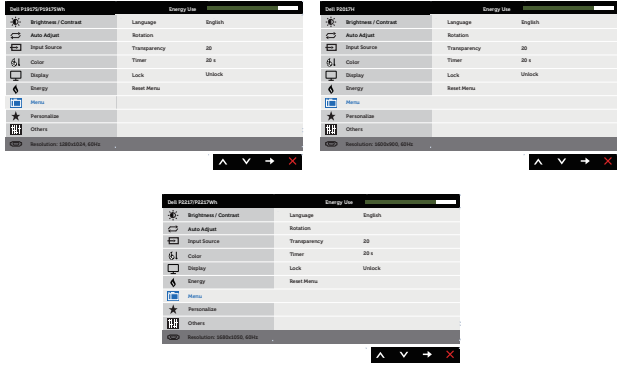 Dell P1917S/P1917SWh Energy Use
Brightness / Contrast Language English
Auto Adjust Rotation
Input Source Transparency 20
Color Timer 20 s
Display Lock Unlock
Energy Reset Menu
Menu
Personalize
Others
Resolution: 1280x1024, 60Hz
Dell P2017H Energy Use
Brightness / Contrast Language English
Auto Adjust Rotation
Input Source Transparency 20
Color Timer 20 s
Display Lock Unlock
Energy Reset Menu
Menu
Personalize
Others
Resolution: 1600x900, 60Hz
Dell P2217/P2217Wh Energy Use
Brightness / Contrast Language English
Auto Adjust Rotation
Input Source Transparency 20
Color Timer 20 s
Display Lock Unlock
Energy Reset Menu
Menu
Personalize
Others
Resolution: 1680x1050, 60Hz